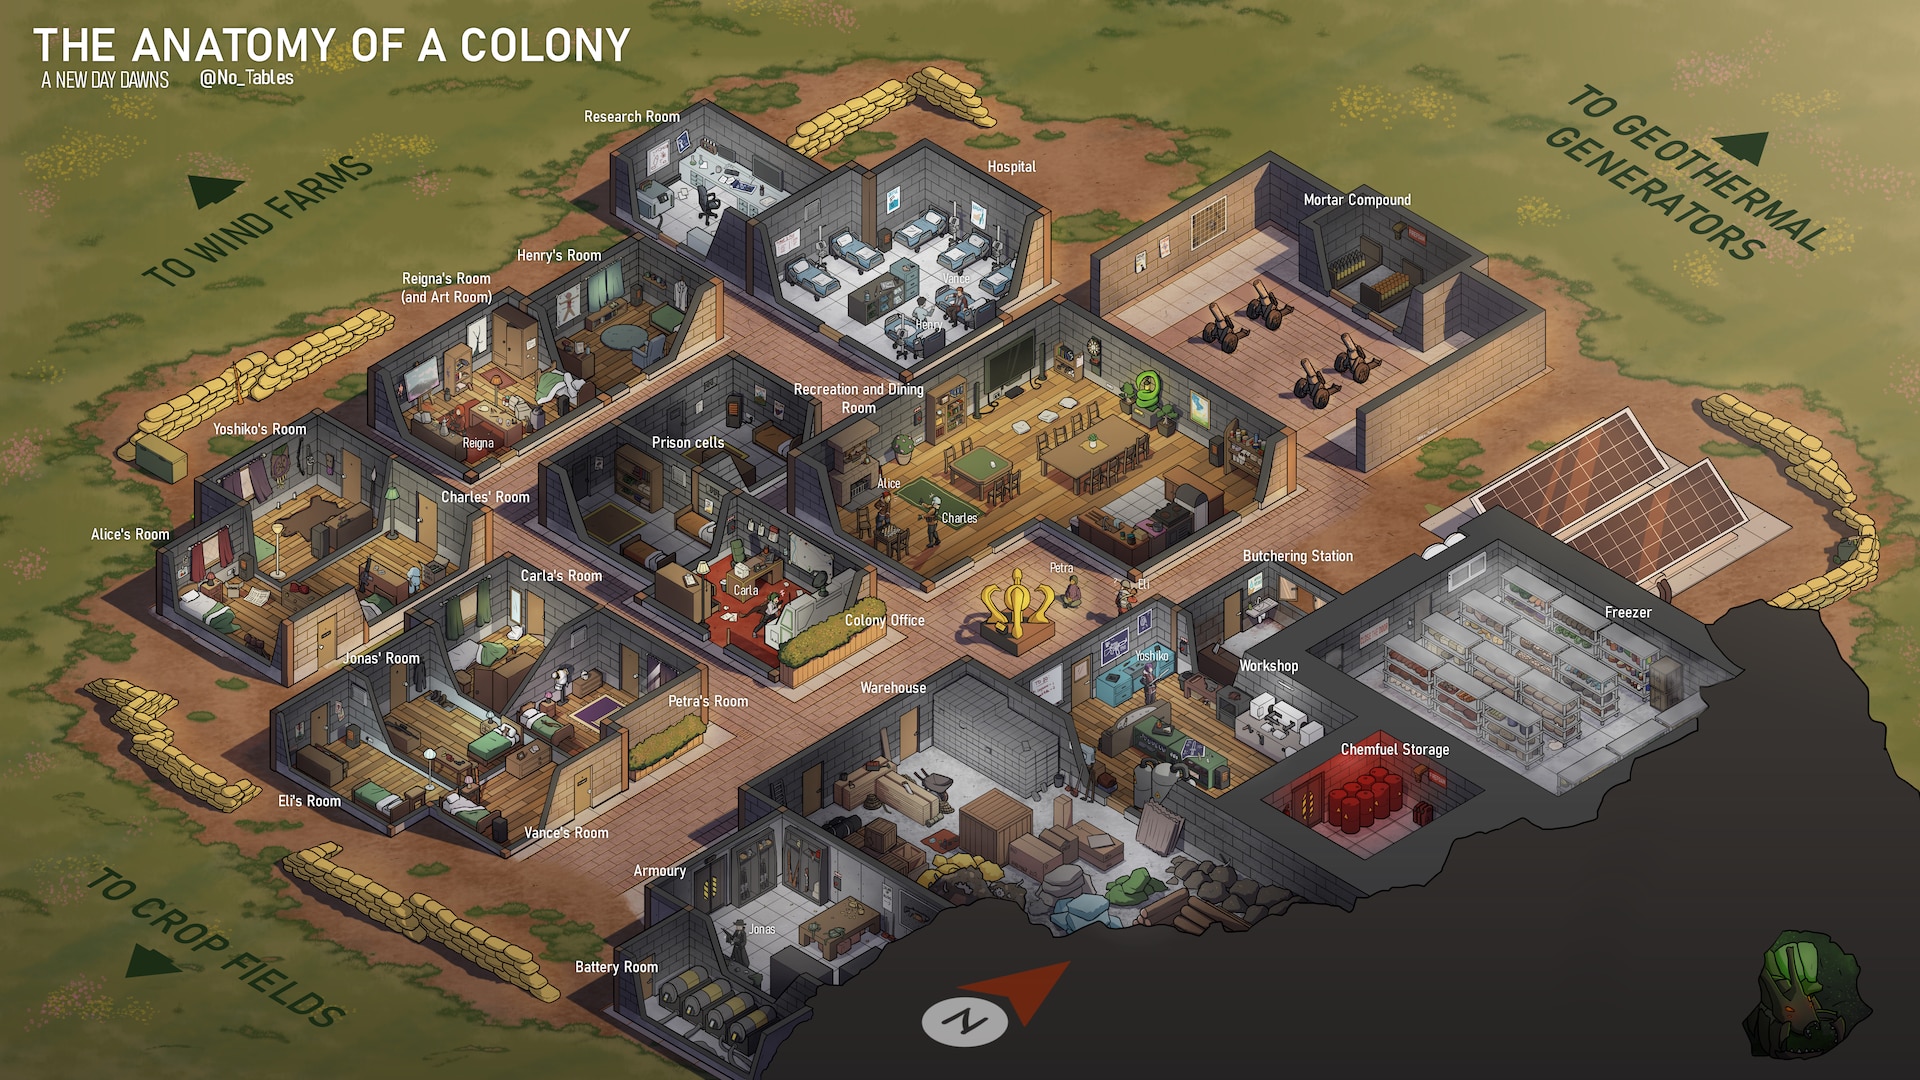 THE ANATOMY OF A COLONY
A NEW DAY DAWNS
@No_Tables
TO WIND FARMS
TO GEOTHERMAL
GENERATORS
Research Room
Hospital
Mortar Compound
Vance
Henry
Henry's Room
Reigna's Room
(and Art Room)
Reigna
Recreation and Dining
Room
Prison cells
Alice
Charles
Yoshiko's Room
Charles' Room
Alice's Room
Carla's Room
Carla
Colony Office
Petra
Eli
Butchering Station
Freezer
Jonas' Room
Petra's Room
Yoshiko
Workshop
Warehouse
Chemfuel Storage
Eli's Room
Vance's Room
Armoury
Jonas
Battery Room
TO CROP FIELDS
N